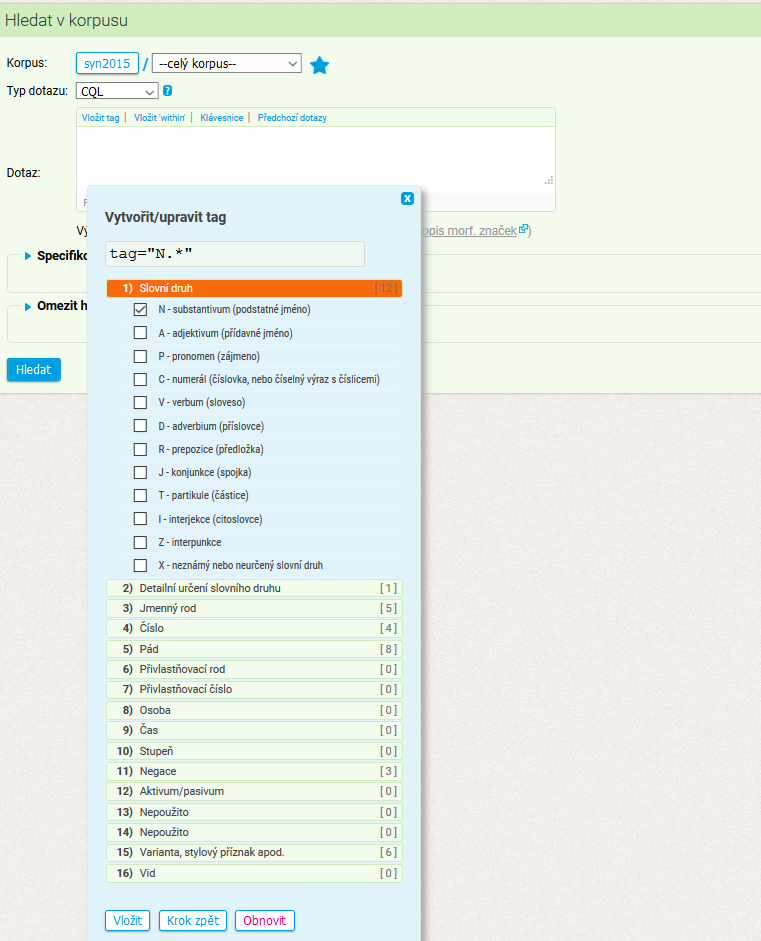 Hledat v korpusu
Korpus: syn2015 / --celý korpus--
Typ dotazu: CQL ?
Vložit tag | Vložit 'within' | Klávesnice | Předchozí dotazy
Dotaz:
x
Vytvořit/upravit tag
opis morf. značek)
tag="N.*"
1) Slovní druh [ 12 ]
N - substantivum (podstatné jméno)
A - adjektivum (přídavné jméno)
P - pronomen (zájmeno)
C - numerál (číslovka, nebo číselný výraz s číslicemi)
V - verbum (sloveso)
D - adverbium (příslovce)
R - prepozice (předložka)
J - konjunkce (spojka)
T - partikule (částice)
I - interjekce (citoslovce)
Z - interpunkce
X - neznámý nebo neurčený slovní druh
2) Detailní určení slovního druhu [ 1 ]
3) Jmenný rod [ 5 ]
4) Číslo [ 4 ]
5) Pád [ 8 ]
6) Přivlastňovací rod [ 0 ]
7) Přivlastňovací číslo [ 0 ]
8) Osoba [ 0 ]
9) Čas [ 0 ]
10) Stupeň [ 0 ]
11) Negace [ 3 ]
12) Aktivum/pasivum [ 0 ]
13) Nepoužito [ 0 ]
14) Nepoužito [ 0 ]
15) Varianta, stylový příznak apod. [ 6 ]
16) Vid [ 0 ]
Vložit Krok zpět Obnovit
Specifiko
Omezit h
Hledat